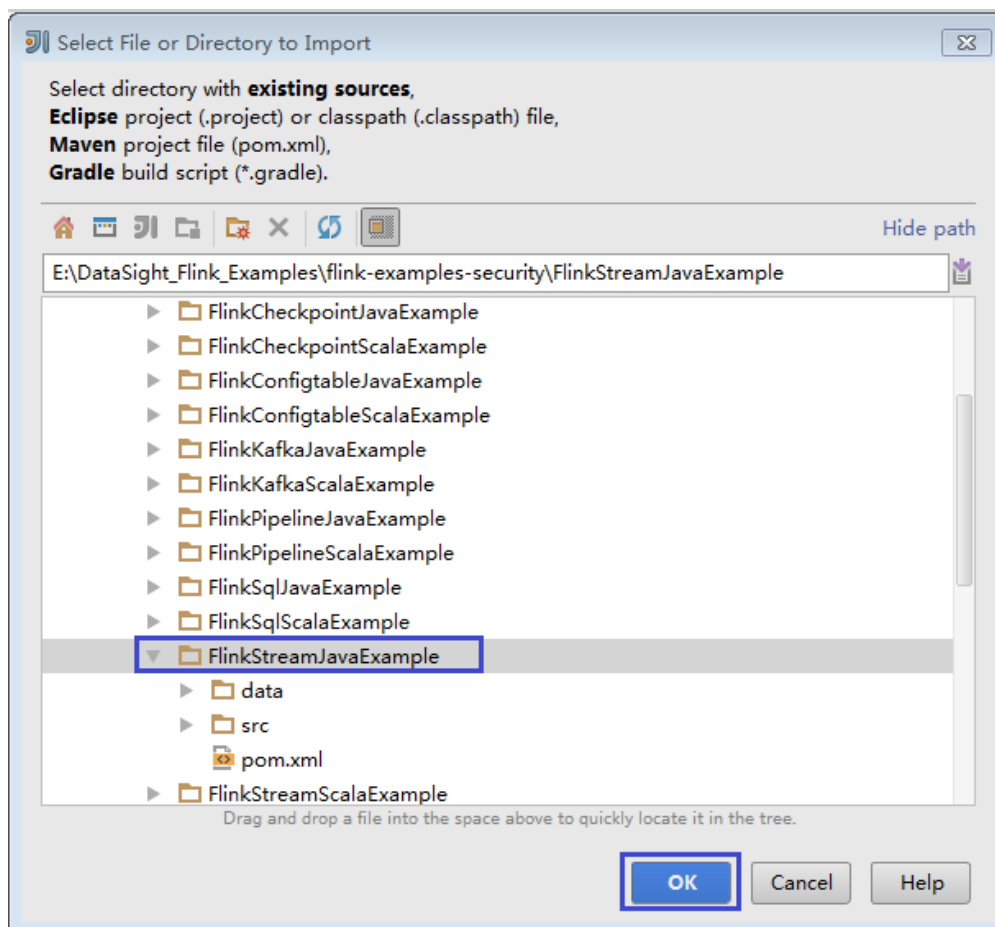 Select File or Directory to Import
Select directory with existing sources,
Eclipse project (.project) or classpath (.classpath) file,
Maven project file (pom.xml),
Gradle build script (*.gradle).
Hide path
E:\DataSight_Flink_Examples\flink-examples-security\FlinkStreamJavaExample
FlinkCheckpointJavaExample
FlinkCheckpointScalaExample
FlinkConfigtableJavaExample
FlinkConfigtableScalaExample
FlinkKafkaJavaExample
FlinkKafkaScalaExample
FlinkPipelineJavaExample
FlinkPipelineScalaExample
FlinkSqlJavaExample
FlinkSqlScalaExample
FlinkStreamJavaExample
data
src
pom.xml
FlinkStreamScalaExample
Drag and drop a file into the space above to quickly locate it in the tree.
OK Cancel Help